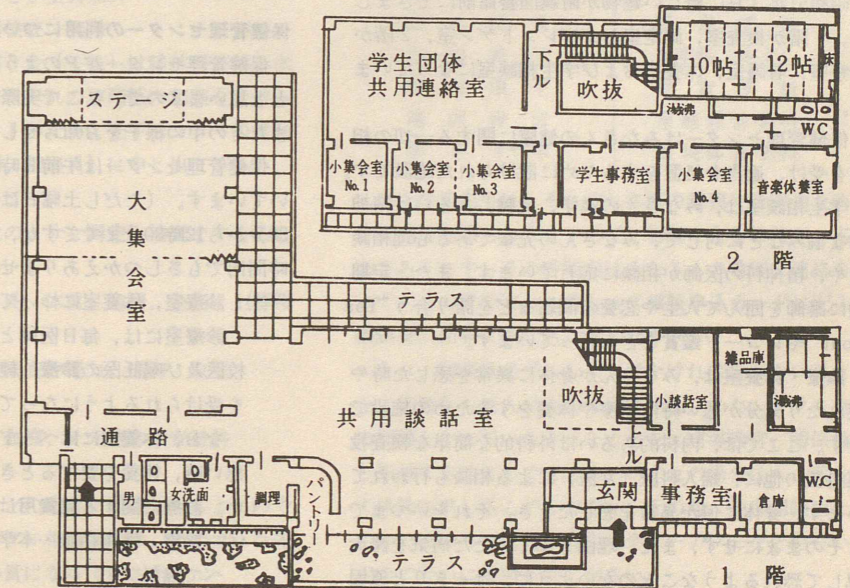 学生団体
共用連絡室
ル
吹抜
10帖
12帖
床
湯沸
WC
小集会室
No.1
小集会室
No.2
小集会室
No.3
学生事務室
小集会室
No.4
音楽休養室
2階
ステージ
大集会室
テラス
通路
共用談話室
吹抜
小談話室
雑品庫
湯沸
ール
男
女洗面
調理
パントリ
玄関
事務室
倉庫
W.C
テラス
1階